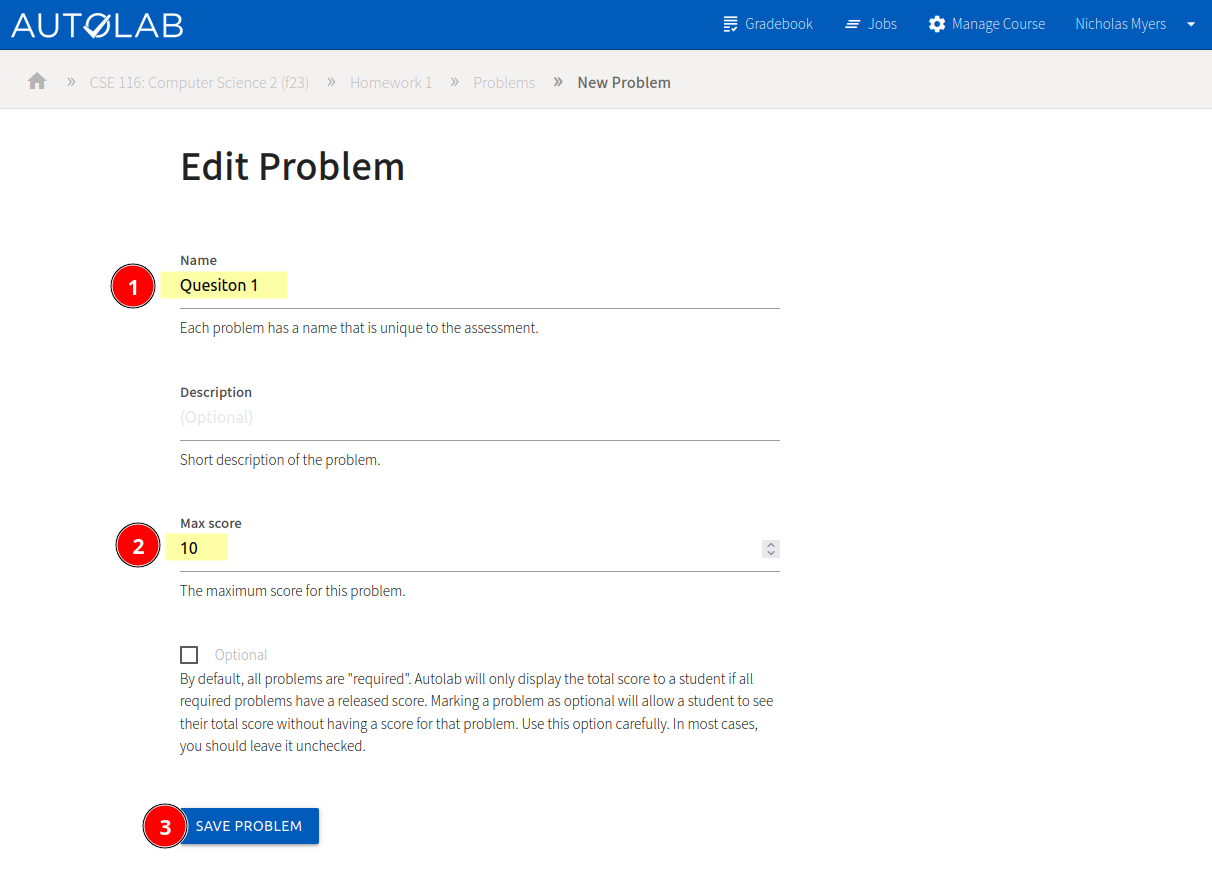 AUTOLAB
Gradebook Jobs Manage Course Nicholas Myers
» CSE 116: Computer Science 2 (f23) » Homework 1 » Problems » New Problem
Edit Problem
Name
1 Quesiton 1
Each problem has a name that is unique to the assessment.
Description
(Optional)
Short description of the problem.
Max score
2 10
The maximum score for this problem.
Optional
By default, all problems are "required". Autolab will only display the total score to a student if all
required problems have a released score. Marking a problem as optional will allow a student to see
their total score without having a score for that problem. Use this option carefully. In most cases,
you should leave it unchecked.
3 SAVE PROBLEM